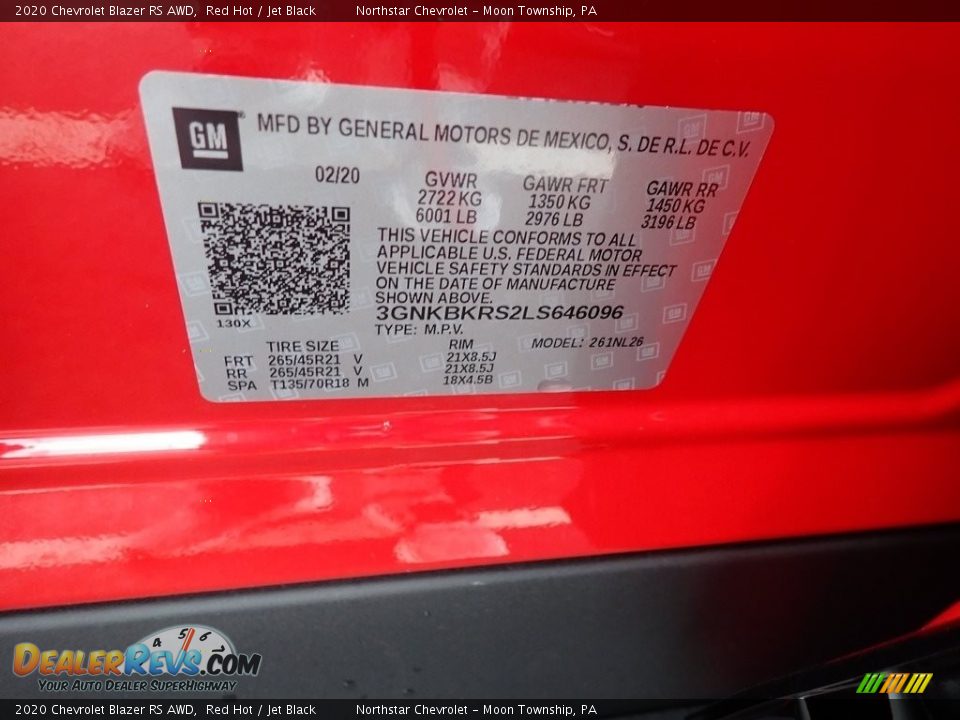 2020 Chevrolet Blazer RS AWD, Red Hot / Jet Black Northstar Chevrolet - Moon Township, PA
GM MFD BY GENERAL MOTORS DE MEXICO, S. DE R.L. DE C.V.
02/20 GVWR GAWR FRT GAWR RR
2722 KG 1350 KG 1450 KG
6001 LB 2976 LB 3196 LB
THIS VEHICLE CONFORMS TO ALL
APPLICABLE U.S. FEDERAL MOTOR
VEHICLE SAFETY STANDARDS IN EFFECT
ON THE DATE OF MANUFACTURE
SHOWN ABOVE.
3GNKBKRS2LS646096
130X TYPE: M.P.V.
TIRE SIZE RIM MODEL: 261NL26
FRT 265/45R21 V 21X8.5J
RR 265/45R21 V 21X8.5J
SPA T135/70R18 M 18X4.5B
4 5 6
DealerRevs.com
Your Auto Dealer SuperHighway
2020 Chevrolet Blazer RS AWD, Red Hot / Jet Black Northstar Chevrolet - Moon Township, PA